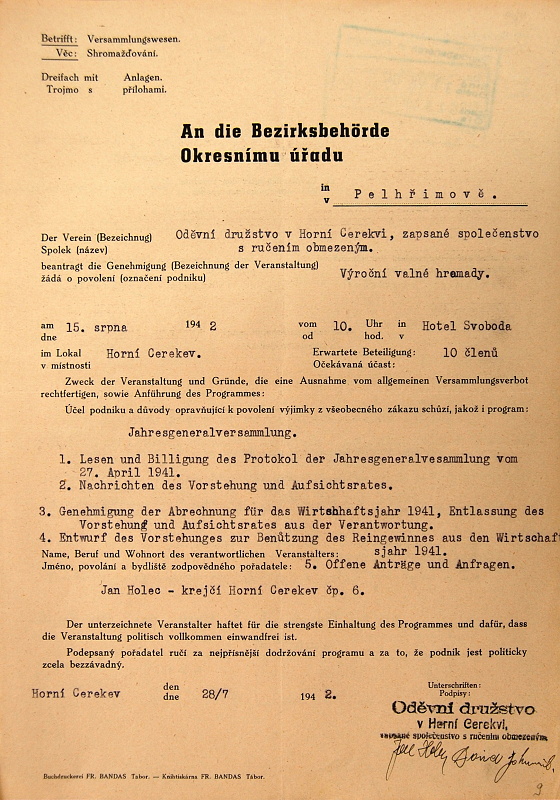 Betrifft: Versammlungswesen.
Věc: Shromažďování.
Dreifach mit Anlagen.
Trojmo s přílohami.
An die Bezirksbehörde
Okresnímu úřadu
in
v Pelhřimově.
Der Verein (Bezeichnug) Oděvní družstvo v Horní Cerekvi, zapsané společenstvo
Spolek (název) s ručením obmezeným.
beantragt die Genehmigung (Bezeichnung der Veranstaltung)
žádá o povolení (označení podniku) Výroční valné hromady.
am 15. srpna 194 2 vom 10. Uhr in Hotel Svoboda
dne od hod. v
im Lokal Horní Cerekev. Erwartete Beteiligung: 10 členů
v místnosti Očekávaná účast:
Zweck der Veranstaltung und Gründe, die eine Ausnahme vom allgemeinen Versammlungsverbot
rechtfertigen, sowie Anführung des Programmes:
Účel podniku a důvody opravňující k povolení výjimky z všeobecného zákazu schůzí, jakož i program:
Jahresgeneralversammlung.
1. Lesen und Billigung des Protokol der Jahresgeneralvesammlung vom
27. April 1941.
2. Nachrichten des Vorstehung und Aufsichtsrates.
3. Genehmigung der Abrechnung für das Wirtshhaftsjahr 1941, Entlassung des
Vorstehung und Aufsichtsrates aus der Verantwortung.
4. Entwurf des Vorstehunges zur Benützung des Reingewinnes aus den Wirtschaf
Name, Beruf und Wohnort des verantwortlichen Veranstalters: sjahr 1941.
Jméno, povolání a bydliště zodpovědného pořadatele: 5. Offene Anträge und Anfragen.
Jan Holec - krejčí Horní Cerekev čp. 6.
Der unterzeichnete Veranstalter haftet für die strengste Einhaltung des Programmes und dafür, dass
die Veranstaltung politisch vollkommen einwandfrei ist.
Podepsaný pořadatel ručí za nejpřísnější dodržování programu a za to, že podnik jest politicky
zcela bezzávadný.
Horní Cerekev den 28/7 194 2.
dne
Unterschriften:
Podpisy:
Oděvní družstvo
v Horní Cerekvi,
zapsané společenstvo s ručením obmezeným
9
Buchdruckerei FR. BANDAS Tabor. — Knihtiskárna FR. BANDAS Tábor.